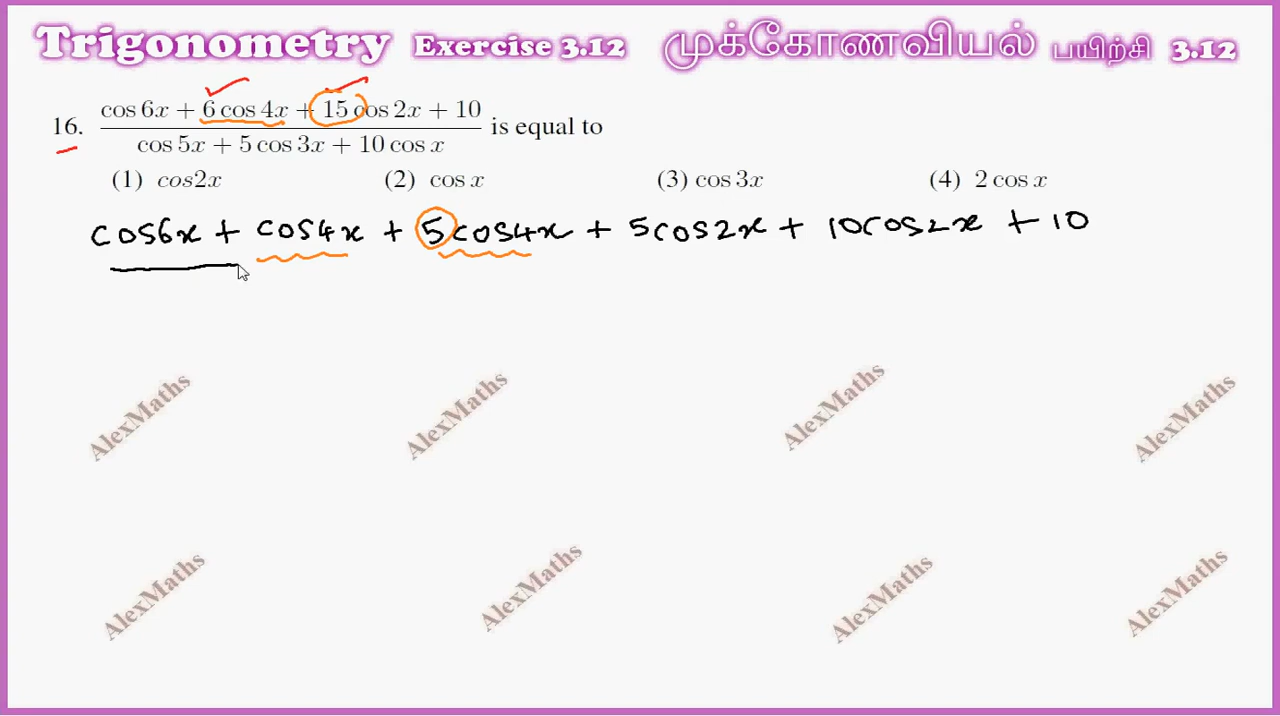 Trigonometry Exercise 3.12 முக்கோணவியல் பயிற்சி 3.12
16. (cos 6x + 6 cos 4x + 15 cos 2x + 10) / (cos 5x + 5 cos 3x + 10 cos x) is equal to
(1) cos2x (2) cos x (3) cos 3x (4) 2 cos x
cos6x + cos4x + 5cos4x + 5cos2x + 10cos2x + 10
AlexMaths AlexMaths AlexMaths AlexMaths
AlexMaths AlexMaths AlexMaths AlexMaths